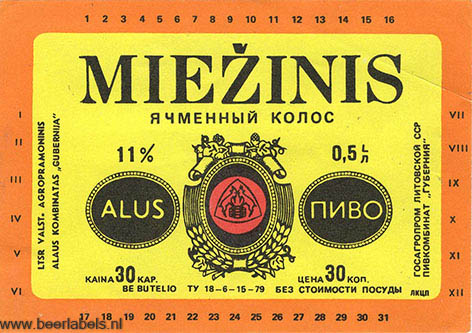 1 2 3 4 5 6 7 8 9 10 11 12 13 14 15 16
MIEŽINIS
ЯЧМЕННЫЙ КОЛОС
11%
0,5 L/л
ALUS
ПИВО
KAINA 30 KAP.
BE BUTELIO
ТУ 18-6-15-79
ЦЕНА 30 КОП.
БЕЗ СТОИМОСТИ ПОСУДЫ
LTSR VALST. AGROPRAMONINIS
ALAUS KOMBINATAS „GUBERNIJA"
ГОСАГРОПРОМ ЛИТОВСКОЙ ССР
ПИВКОМБИНАТ „ГУБЕРНИЯ"
ЛКЦП
I
II
III
IV
V
VI
VII
VIII
IX
X
XI
XII
17 18 19 20 21 22 23 24 25 26 27 28 29 30 31
www.beerlabels.nl